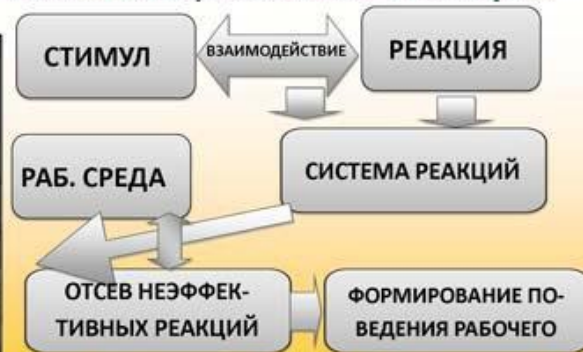 СТИМУЛ
ВЗАИМОДЕЙСТВИЕ
РЕАКЦИЯ
РАБ. СРЕДА
СИСТЕМА РЕАКЦИЙ
ОТСЕВ НЕЭФФЕК-
ТИВНЫХ РЕАКЦИЙ
ФОРМИРОВАНИЕ ПО-
ВЕДЕНИЯ РАБОЧЕГО